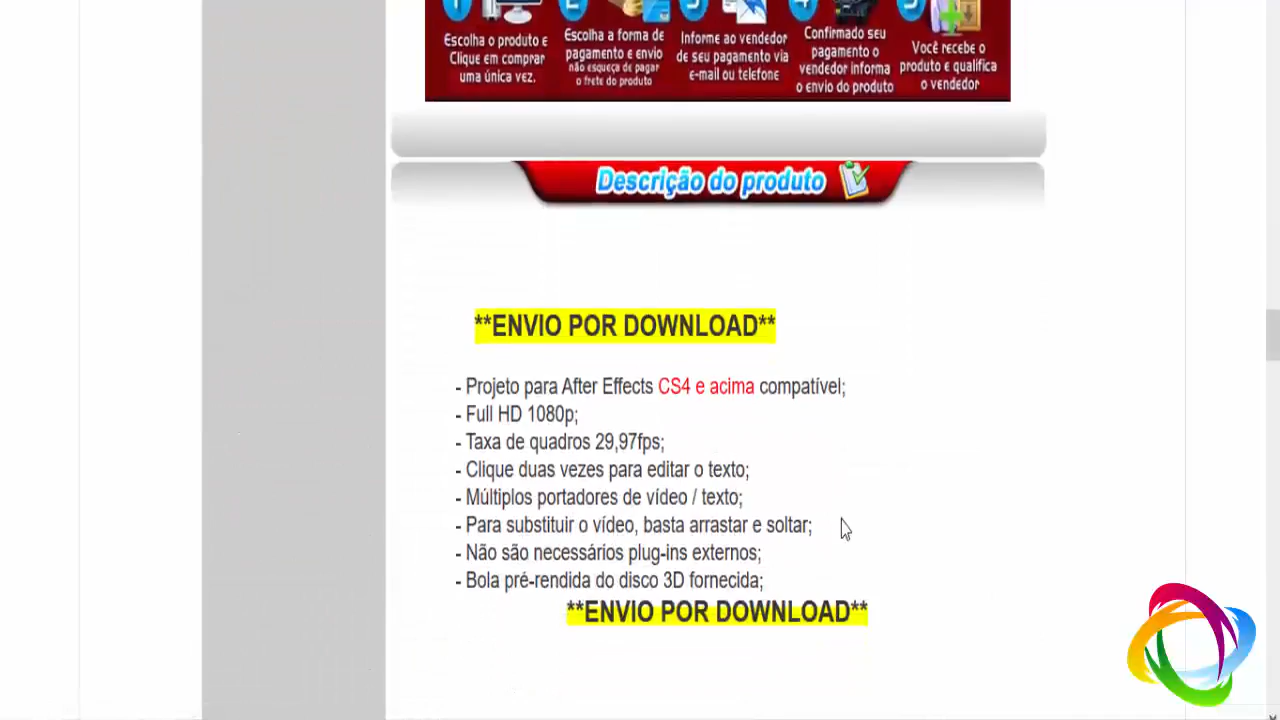 1 2 3 4 5
Escolha o produto e
Clique em comprar
uma única vez.
Escolha a forma de
pagamento e envio
não esqueça de pagar
o frete do produto
Informe ao vendedor
de seu pagamento via
e-mail ou telefone
Confirmado seu
pagamento o
vendedor informa
o envio do produto
Você recebe o
produto e qualifica
o vendedor
Descrição do produto
**ENVIO POR DOWNLOAD**
- Projeto para After Effects CS4 e acima compatível;
- Full HD 1080p;
- Taxa de quadros 29,97fps;
- Clique duas vezes para editar o texto;
- Múltiplos portadores de vídeo / texto;
- Para substituir o vídeo, basta arrastar e soltar;
- Não são necessários plug-ins externos;
- Bola pré-rendida do disco 3D fornecida;
**ENVIO POR DOWNLOAD**